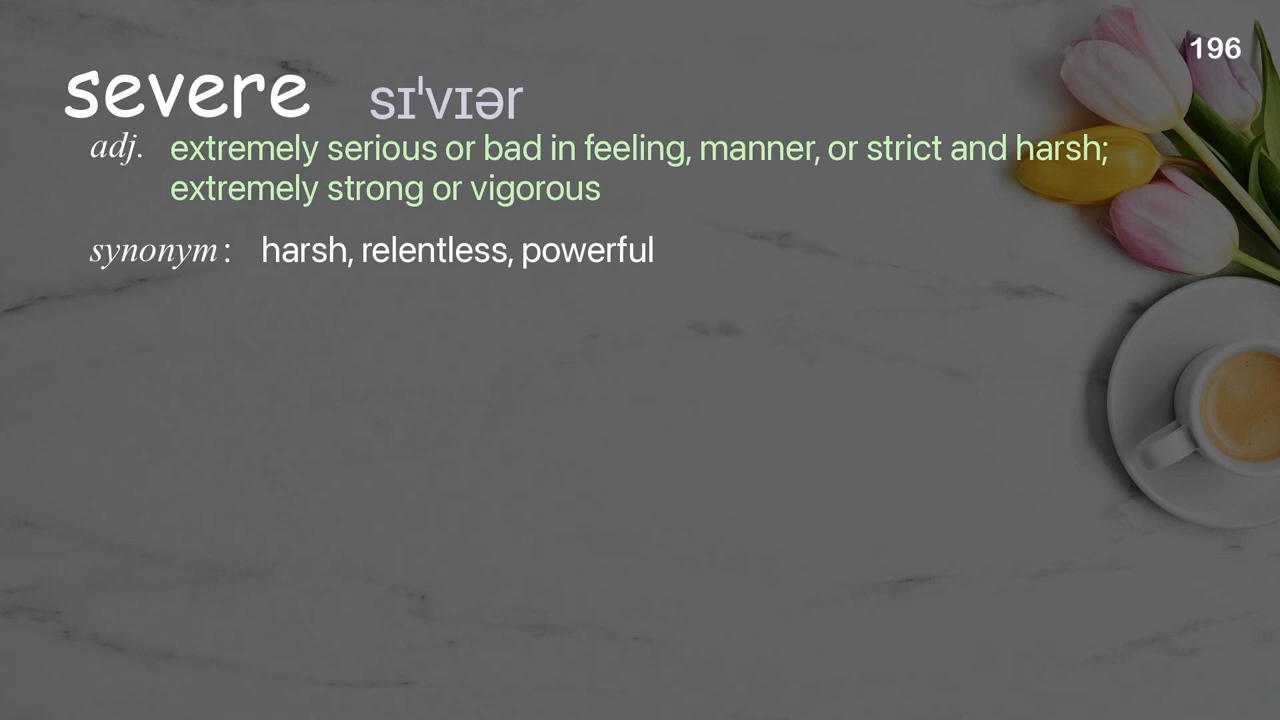 196
severe sɪˈvɪər
adj. extremely serious or bad in feeling, manner, or strict and harsh;
extremely strong or vigorous
synonym : harsh, relentless, powerful